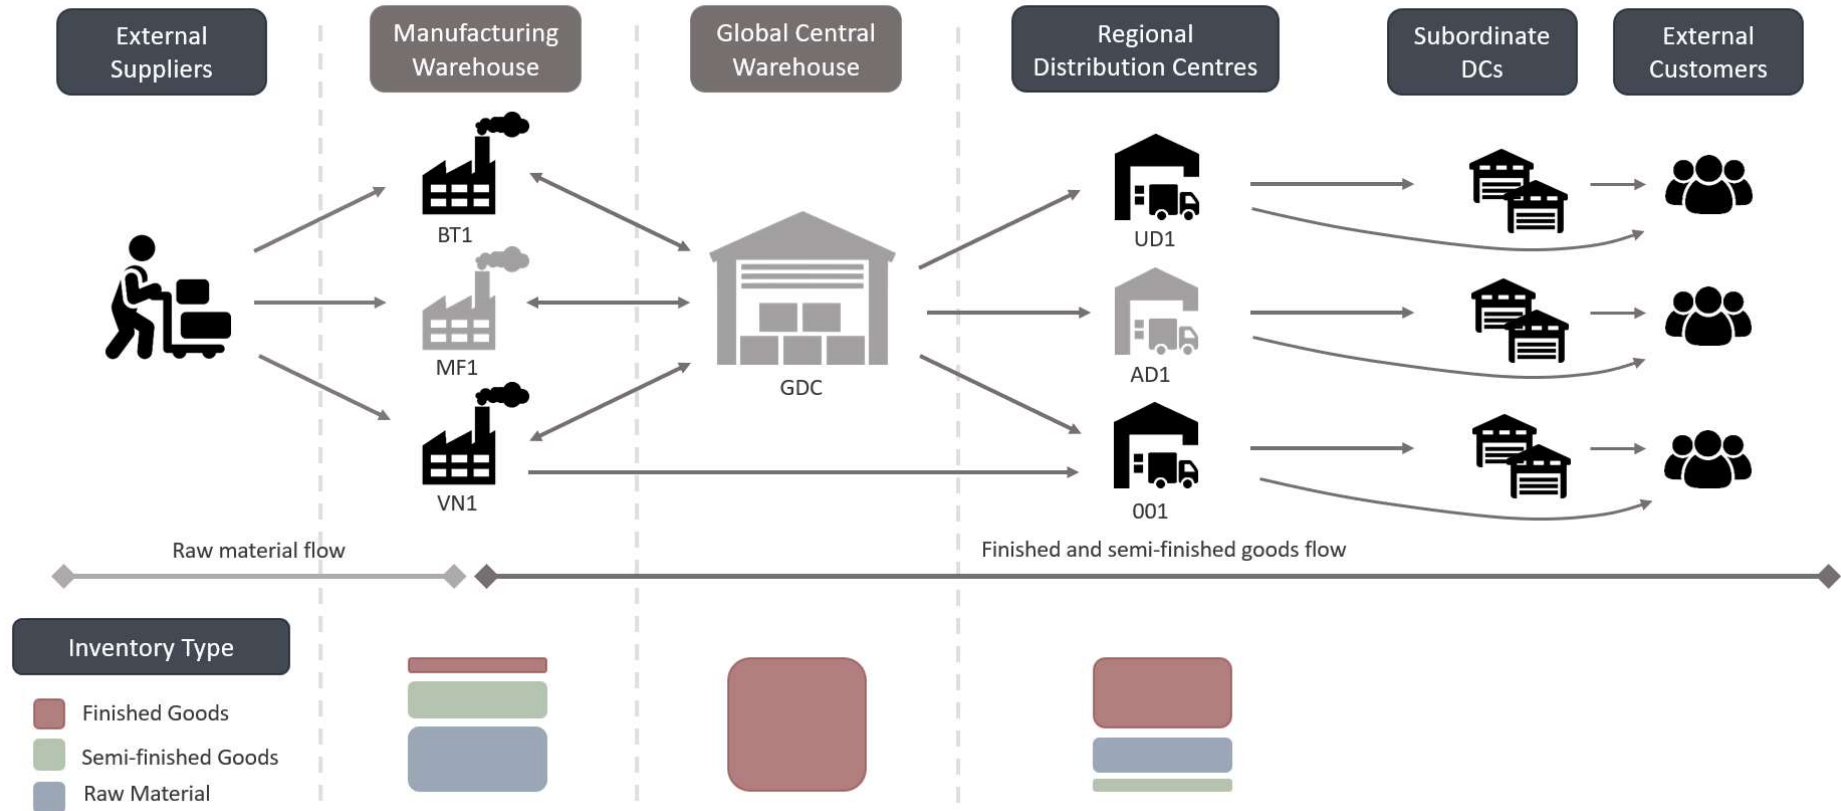 External
Suppliers
Manufacturing
Warehouse
Global Central
Warehouse
Regional
Distribution Centres
Subordinate
DCs
External
Customers
BT1
MF1
VN1
GDC
UD1
AD1
001
Raw material flow
Finished and semi-finished goods flow
Inventory Type
Finished Goods
Semi-finished Goods
Raw Material